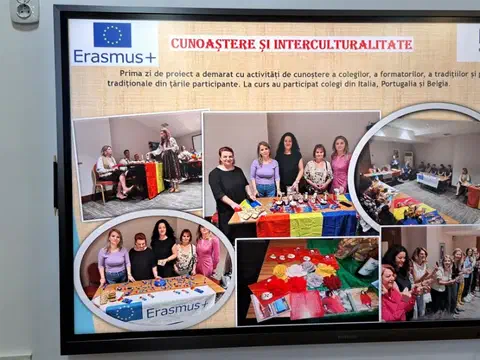 Erasmus+
CUNOAȘTERE ȘI INTERCULTURALITATE
Prima zi de proiect a demarat cu activități de cunoștere a colegilor, a formatorilor, a tradițiilor și
tradiționale din țările participante. La curs au participat colegi din Italia, Portugalia și Belgia
Erasmus+